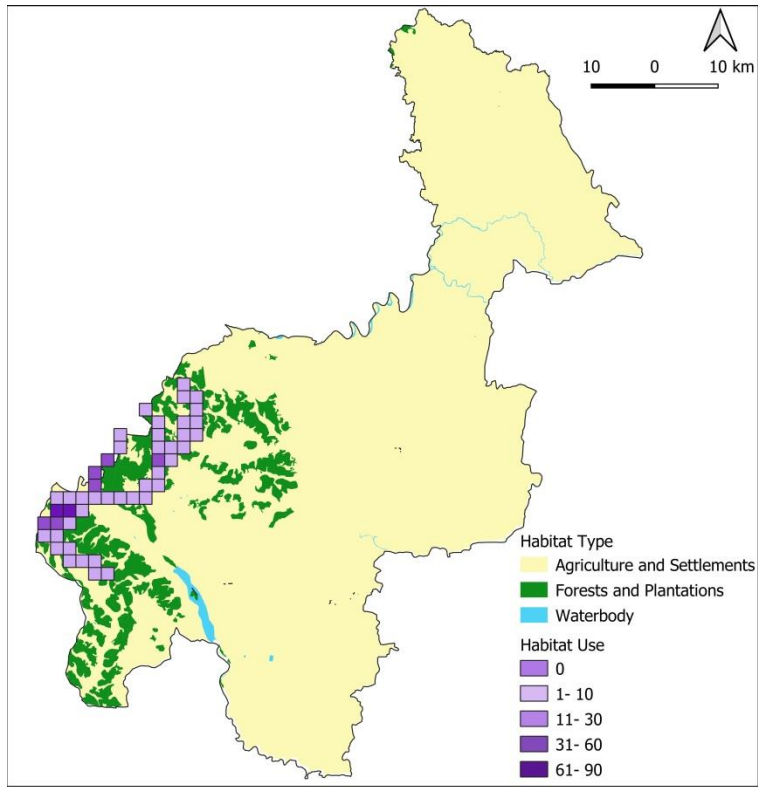 10 0 10 km
Habitat Type
Agriculture and Settlements
Forests and Plantations
Waterbody
Habitat Use
0
1- 10
11- 30
31- 60
61- 90